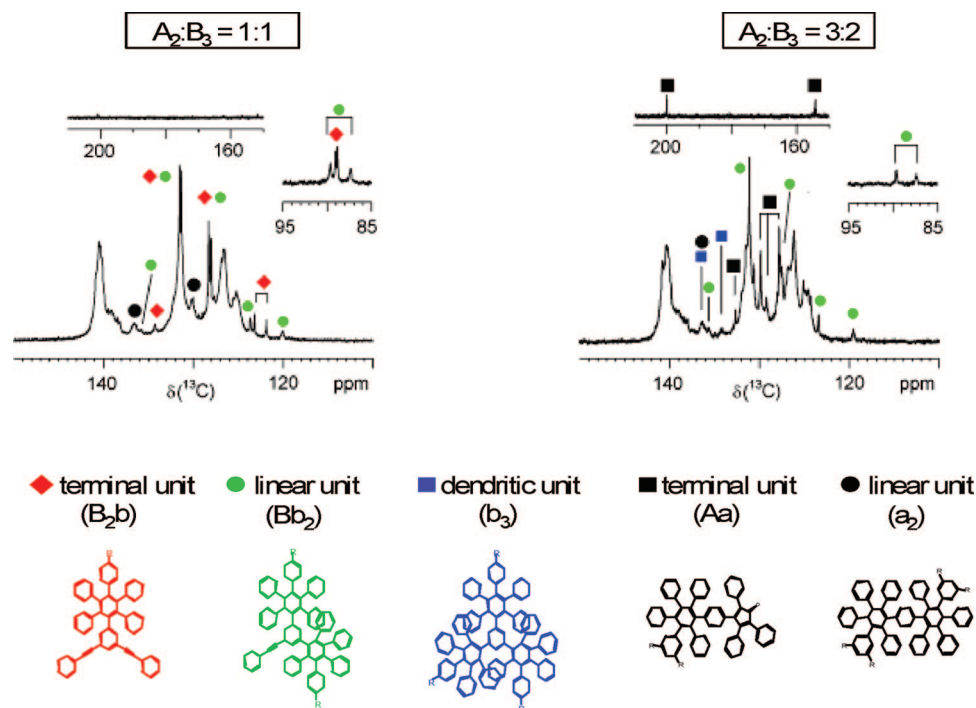 A₂:B₃ = 1:1
A₂:B₃ = 3:2
200 160
95 85
140 120 ppm
δ(¹³C)
200 160
95 85
140 120 ppm
δ(¹³C)
terminal unit
(B₂b)
linear unit
(Bb₂)
dendritic unit
(b₃)
terminal unit
(Aa)
linear unit
(a₂)
R
R
R
R
R
R
R
R
R
R
R
R